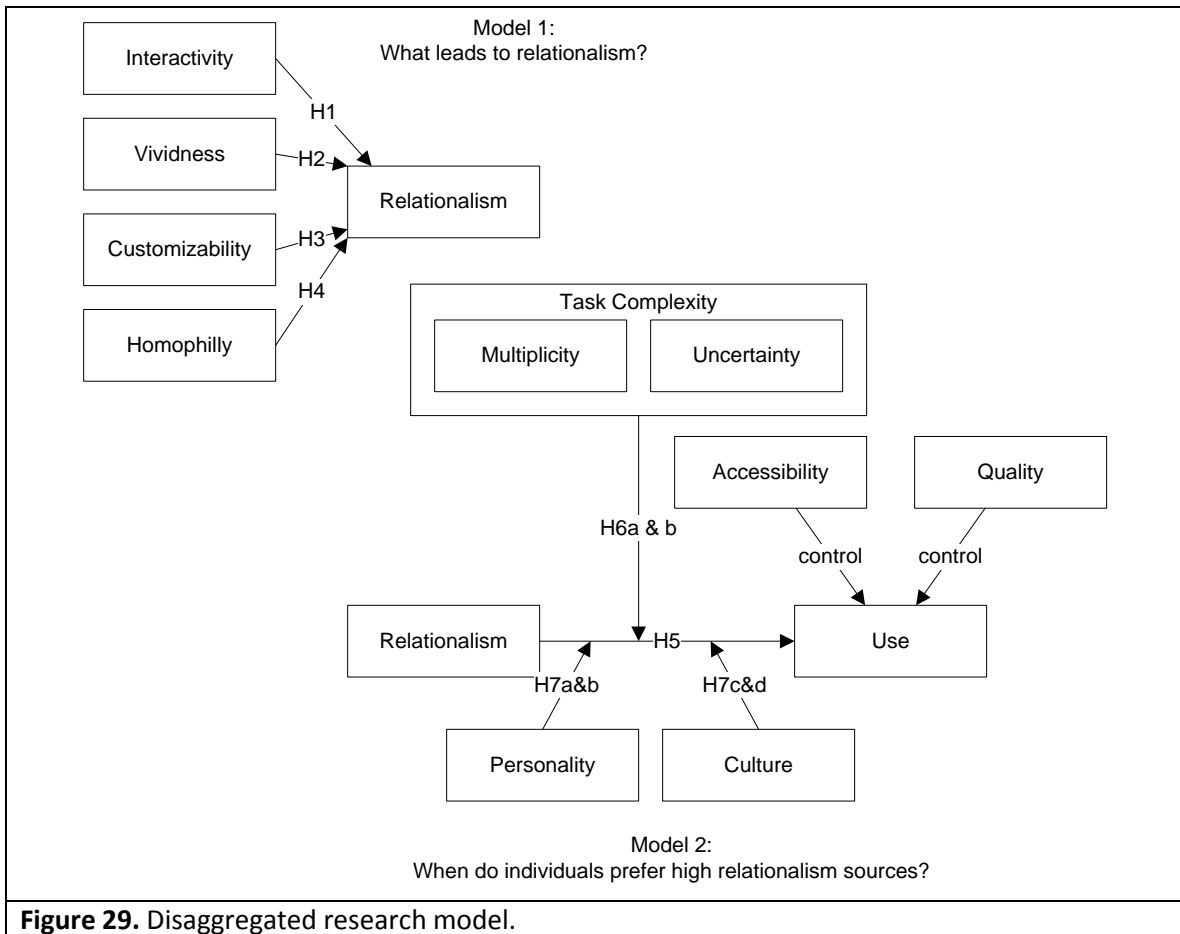 Model 1:
What leads to relationalism?
Interactivity
H1
Vividness
H2
Relationalism
Customizability
H3
H4
Homophilly
Task Complexity
Multiplicity
Uncertainty
Accessibility
Quality
H6a & b
control
control
Relationalism
H5
Use
H7a&b
H7c&d
Personality
Culture
Model 2:
When do individuals prefer high relationalism sources?
Figure 29. Disaggregated research model.